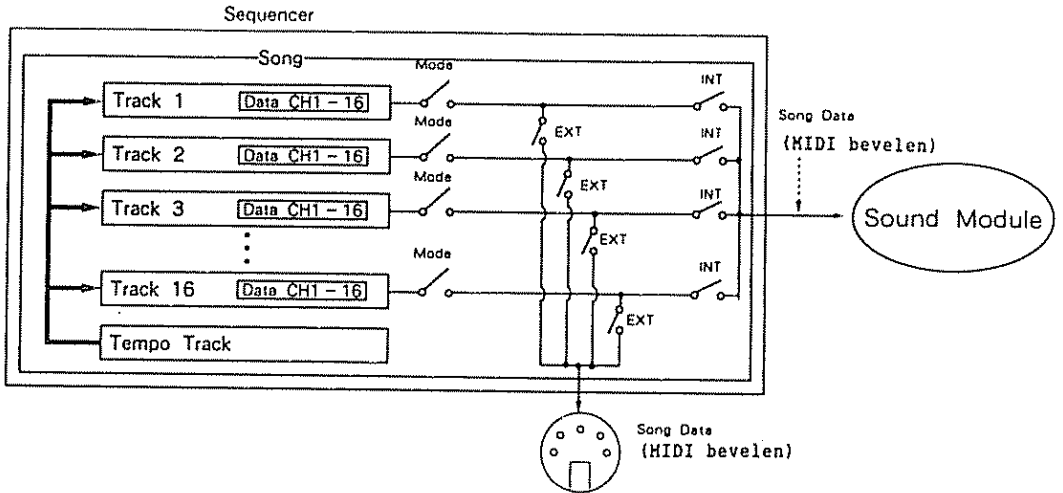 Sequencer
Song
Mode
INT
Track 1 Data CH1 - 16
EXT
Song Data
(MIDI bevelen)
Mode
INT
Track 2 Data CH1 - 16
EXT
Mode
INT
Track 3 Data CH1 - 16
EXT
Sound Module
Mode
INT
Track 16 Data CH1 - 16
EXT
Tempo Track
Song Data
(MIDI bevelen)